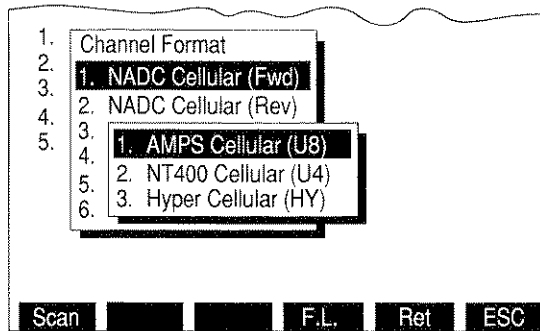 1.
2.
3.
4.
5.
Channel Format
1. NADC Cellular (Fwd)
2. NADC Cellular (Rev)
3.
4.
5.
6.
1. AMPS Cellular (U8)
2. NT400 Cellular (U4)
3. Hyper Cellular (HY)
Scan F.L. Ret ESC